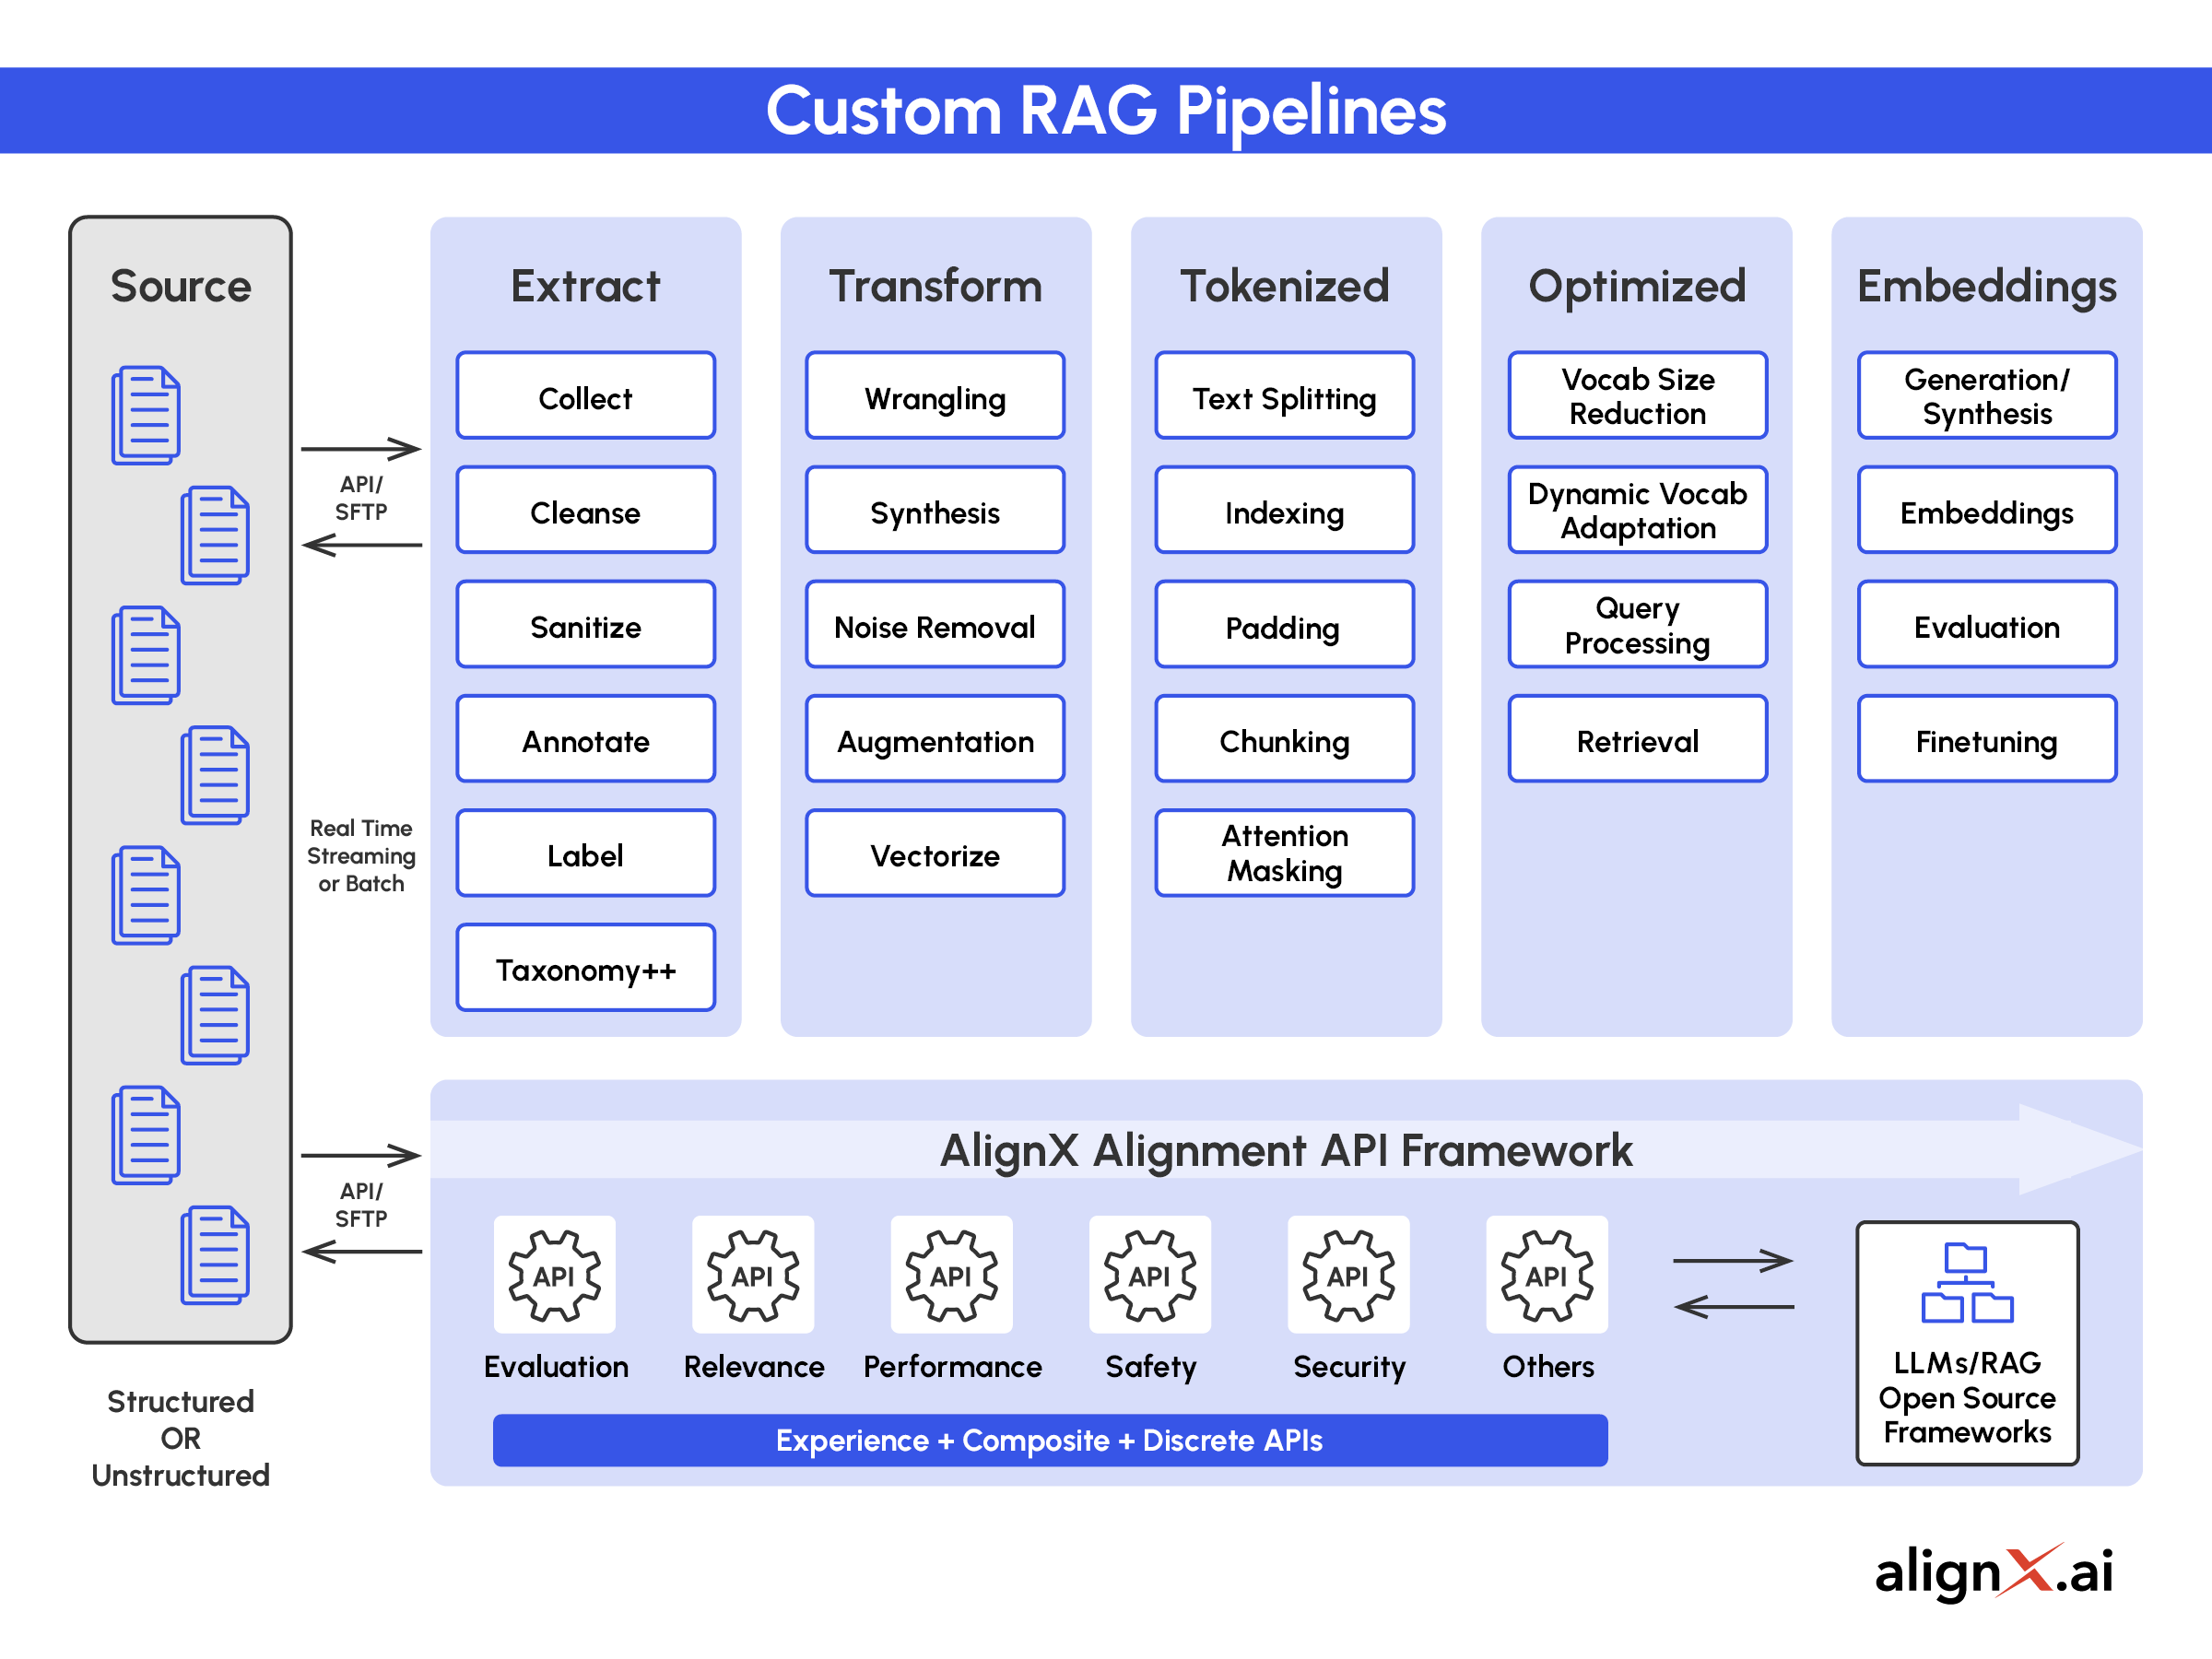 Custom RAG Pipelines
Source
API/
SFTP
Real Time
Streaming
or Batch
API/
SFTP
Structured
OR
Unstructured
Extract
Collect
Cleanse
Sanitize
Annotate
Label
Taxonomy++
Transform
Wrangling
Synthesis
Noise Removal
Augmentation
Vectorize
Tokenized
Text Splitting
Indexing
Padding
Chunking
Attention
Masking
Optimized
Vocab Size
Reduction
Dynamic Vocab
Adaptation
Query
Processing
Retrieval
Embeddings
Generation/
Synthesis
Embeddings
Evaluation
Finetuning
AlignX Alignment API Framework
API
Evaluation
API
Relevance
API
Performance
API
Safety
API
Security
API
Others
Experience + Composite + Discrete APIs
LLMs/RAG
Open Source
Frameworks
alignX.ai